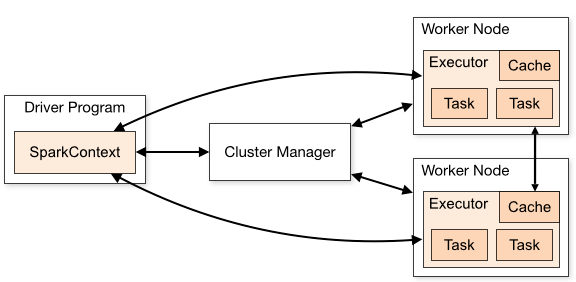 Driver Program
SparkContext
Cluster Manager
Worker Node
Executor
Cache
Task
Task
Worker Node
Executor
Cache
Task
Task